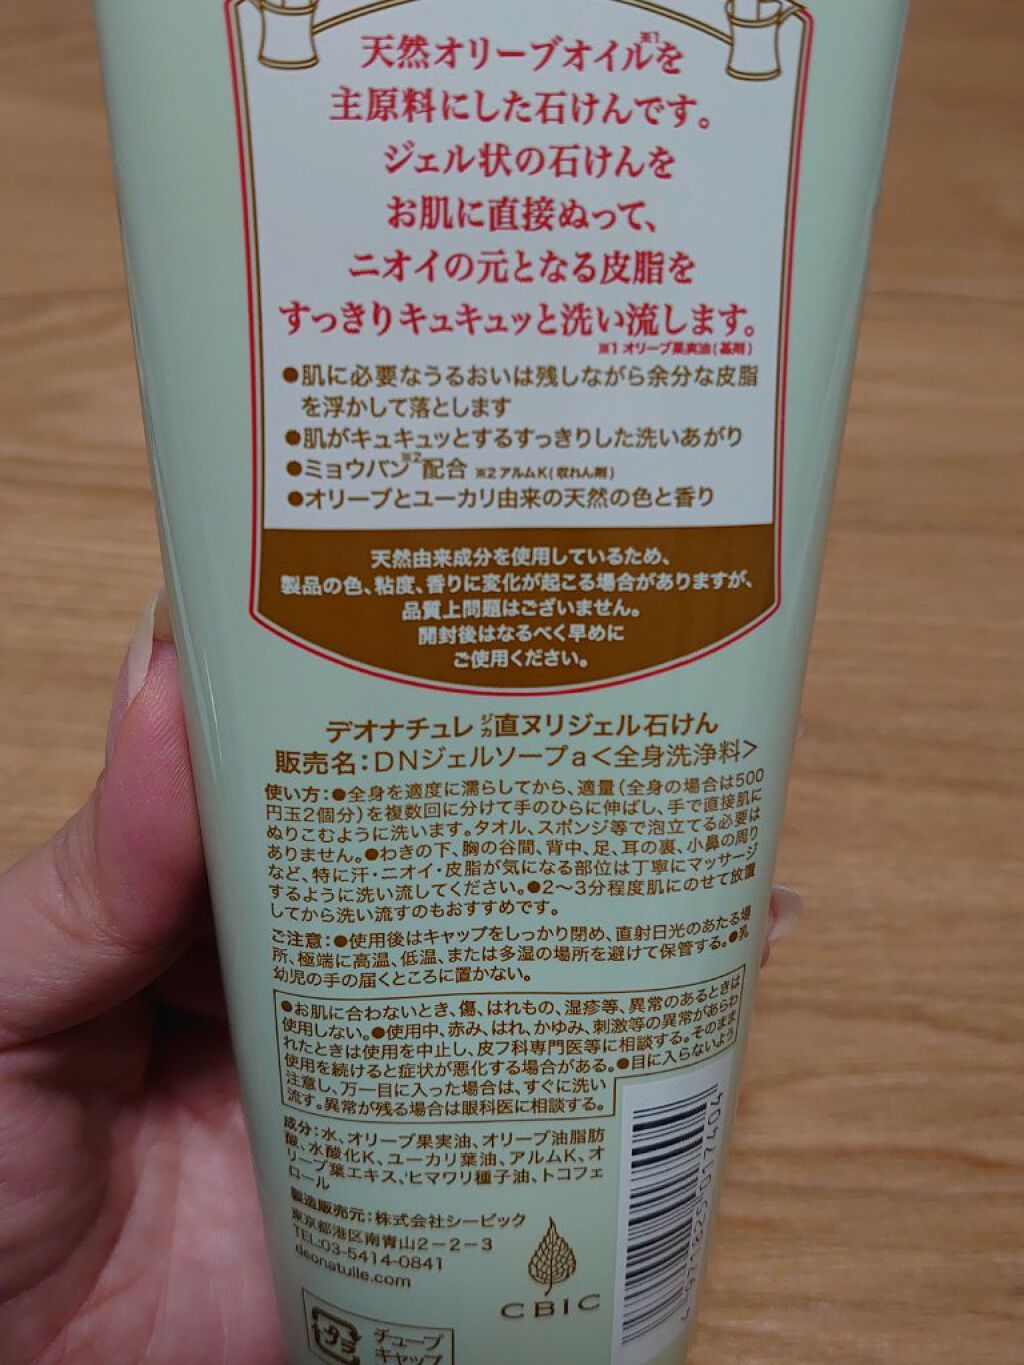 天然オリーブオイル※1を
主原料にした石けんです。
ジェル状の石けんを
お肌に直接ぬって、
ニオイの元となる皮脂を
すっきりキュキュッと洗い流します。
※1 オリーブ果実油(基剤)
●肌に必要なうるおいは残しながら余分な皮脂
を浮かして落とします
●肌がキュキュッとするすっきりした洗いあがり
●ミョウバン※2配合 ※2 アルムK(収れん剤)
●オリーブとユーカリ由来の天然の色と香り
天然由来成分を使用しているため、
製品の色、粘度、香りに変化が起こる場合がありますが、
品質上問題はございません。
開封後はなるべく早めに
ご使用ください。
デオナチュレ 直ヌリジェル石けん
ジカ
販売名:DNジェルソープa<全身洗浄料>
使い方:●全身を適度に濡らしてから、適量(全身の場合は500
円玉2個分)を複数回に分けて手のひらに伸ばし、手で直接肌に
ぬりこむように洗います。タオル、スポンジ等で泡立てる必要は
ありません。●わきの下、胸の谷間、背中、足、耳の裏、小鼻の周り
など、特に汗・ニオイ・皮脂が気になる部位は丁寧にマッサージ
するように洗い流してください。●2〜3分程度肌にのせて放置
してから洗い流すのもおすすめです。
ご注意:●使用後はキャップをしっかり閉め、直射日光のあたる場
所、極端に高温、低温、または多湿の場所を避けて保管する。●乳
幼児の手の届くところに置かない。
●お肌に合わないとき、傷、はれもの、湿疹等、異常のあるときは
使用しない。●使用中、赤み、はれ、かゆみ、刺激等の異常があらわ
れたときは使用を中止し、皮フ科専門医等に相談する。そのまま
使用を続けると症状が悪化する場合がある。●目に入らないよう
注意し、万一目に入った場合は、すぐに洗い
流す。異常が残る場合は眼科医に相談する。
成分:水、オリーブ果実油、オリーブ油脂肪
酸、水酸化K、ユーカリ葉油、アルムK、オ
リーブ葉エキス、ヒマワリ種子油、トコフェ
ロール
製造販売元:株式会社シービック
東京都港区南青山2−2−3
TEL:03-5414-0841
deonatulle.com
CBIC
プラ
チューブ
キャップ